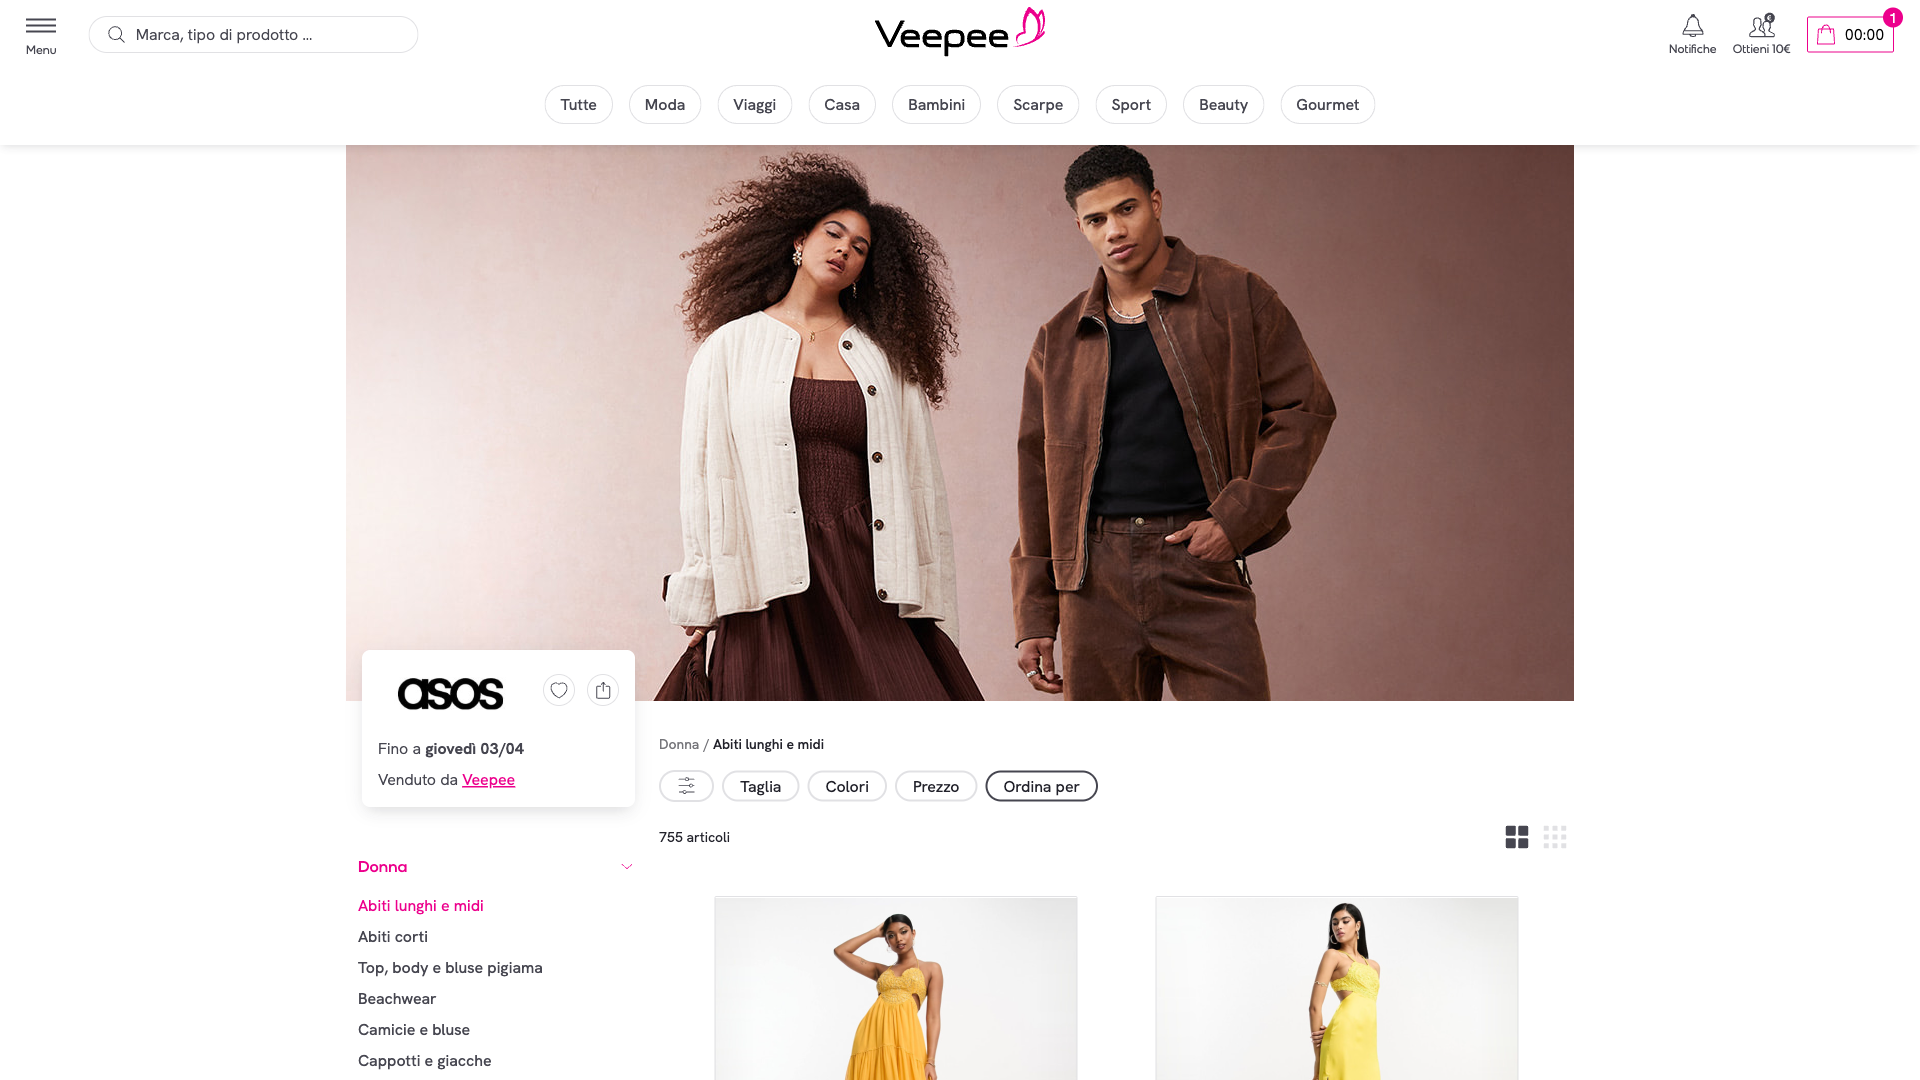 Menu
Marca, tipo di prodotto ...
Veepee
Notifiche
Ottieni 10€
€
1
00:00
Tutte
Moda
Viaggi
Casa
Bambini
Scarpe
Sport
Beauty
Gourmet
asos
Fino a giovedì 03/04
Venduto da Veepee
Donna / Abiti lunghi e midi
Taglia
Colori
Prezzo
Ordina per
755 articoli
Donna
Abiti lunghi e midi
Abiti corti
Top, body e bluse pigiama
Beachwear
Camicie e bluse
Cappotti e giacche